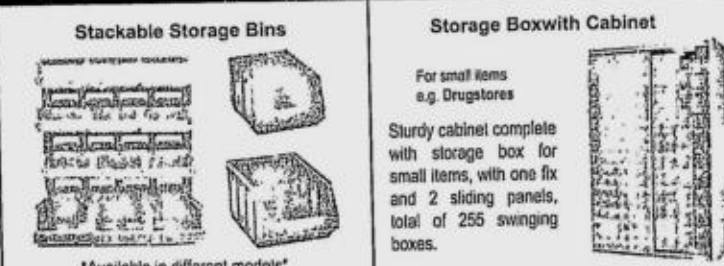 Stackable Storage Bins
*Available in different models*
Storage Boxwith Cabinet
For small items
e.g. Drugstores
Sturdy cabinet complete
with storage box for
small items, with one fix
and 2 sliding panels,
total of 255 swinging
boxes.